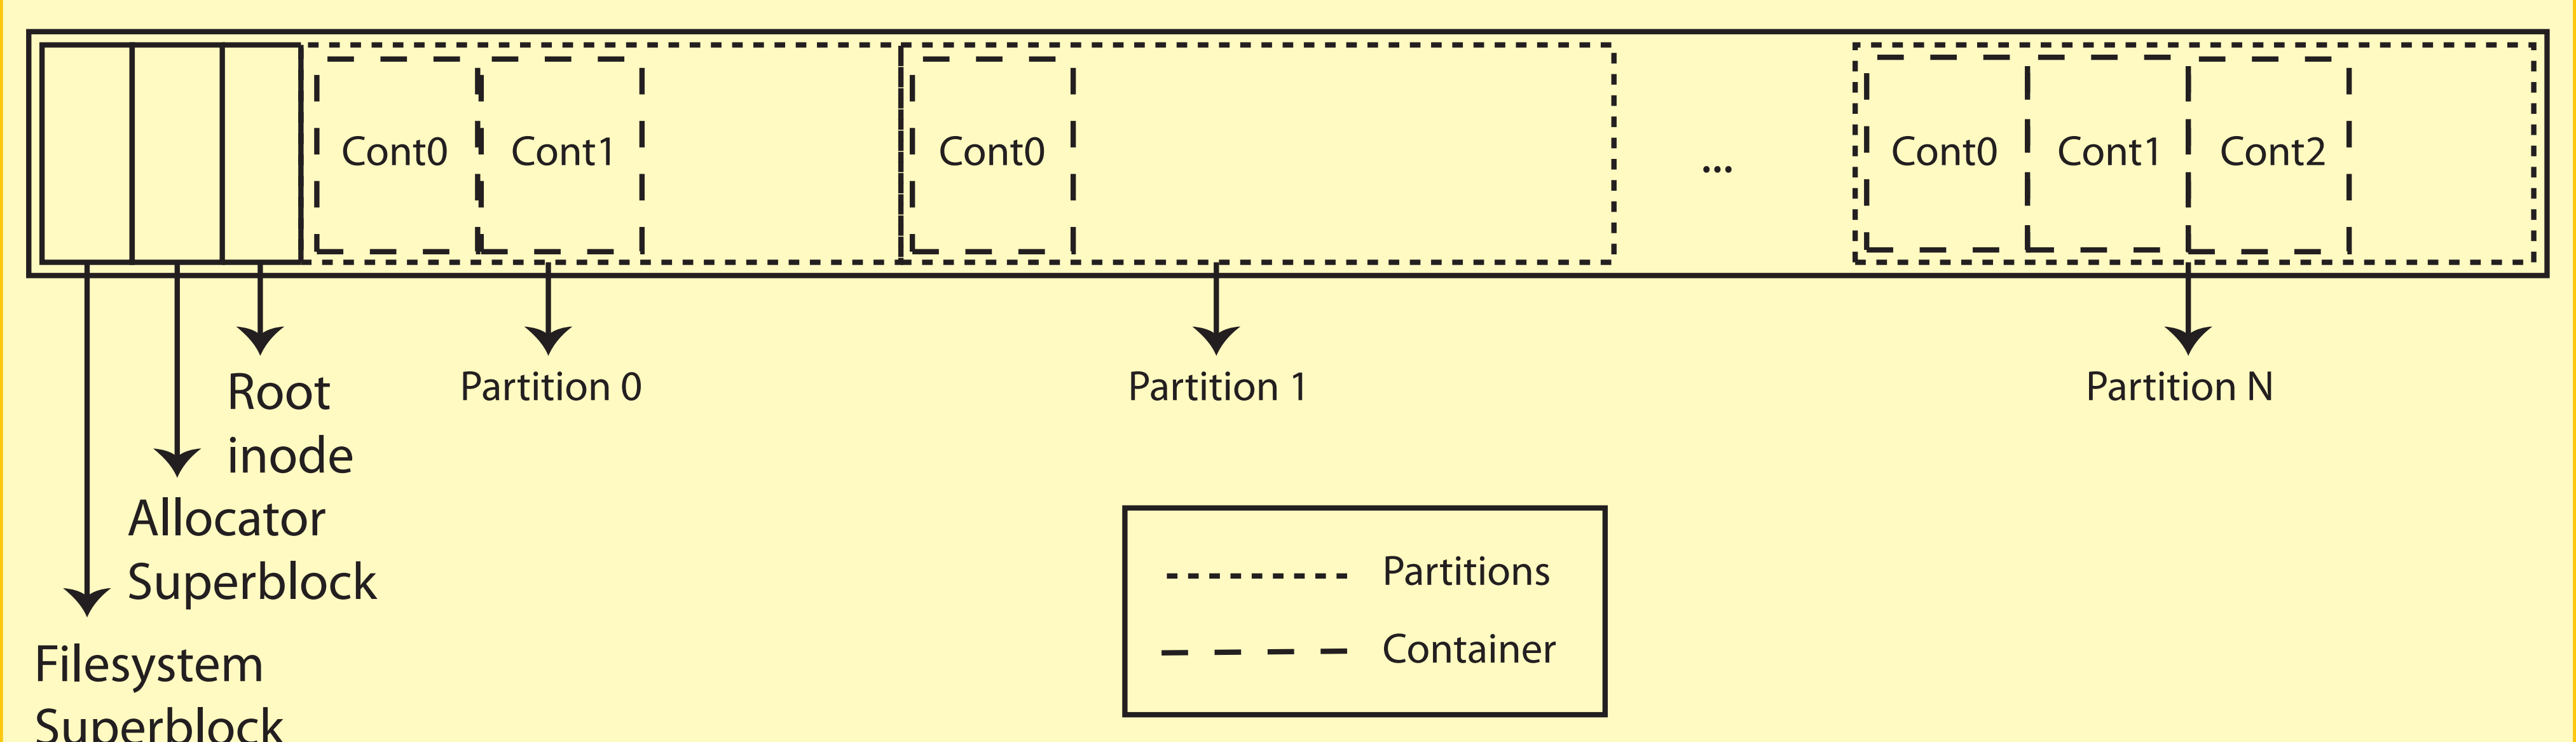 Cont0
Cont1
Cont0
...
Cont0
Cont1
Cont2
Root
inode
Partition 0
Partition 1
Partition N
Allocator
Superblock
Filesystem
Superblock
Partitions
Container